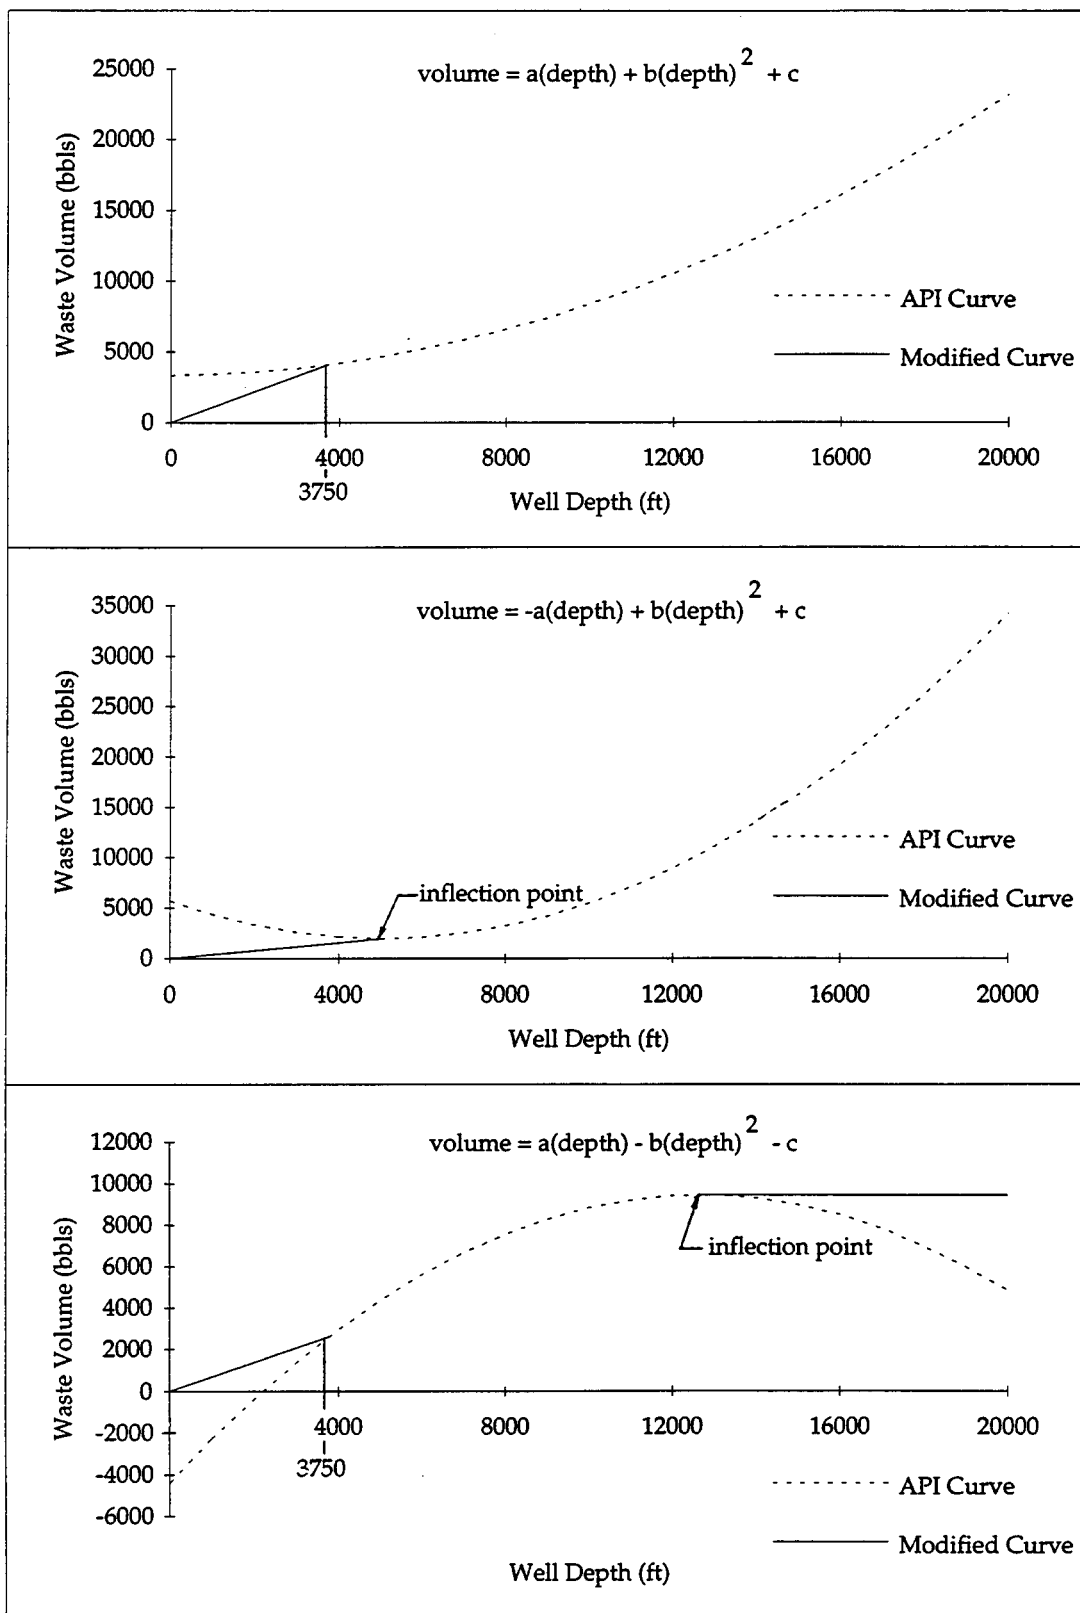 volume = a(depth) + b(depth)²  + c
25000
20000
15000
10000
5000
0
Waste Volume (bbls)
API Curve
Modified Curve
0 4000 8000 12000 16000 20000
3750
Well Depth (ft)
volume = -a(depth) + b(depth)² + c
35000
30000
25000
20000
15000
10000
5000
0
Waste Volume (bbls)
API Curve
inflection point
Modified Curve
0 4000 8000 12000 16000 20000
Well Depth (ft)
volume = a(depth) - b(depth)² - c
12000
10000
8000
6000
4000
2000
0
-2000
-4000
-6000
Waste Volume (bbls)
inflection point
4000 8000 12000 16000 20000
3750
API Curve
Modified Curve
Well Depth (ft)